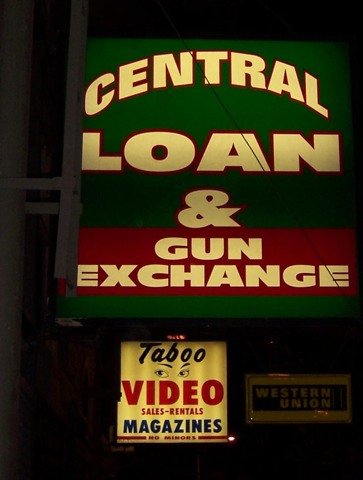 CENTRAL
LOAN
&
GUN
EXCHANGE
Taboo
VIDEO
SALES-RENTALS
MAGAZINES
NO MINORS
WESTERN
UNION